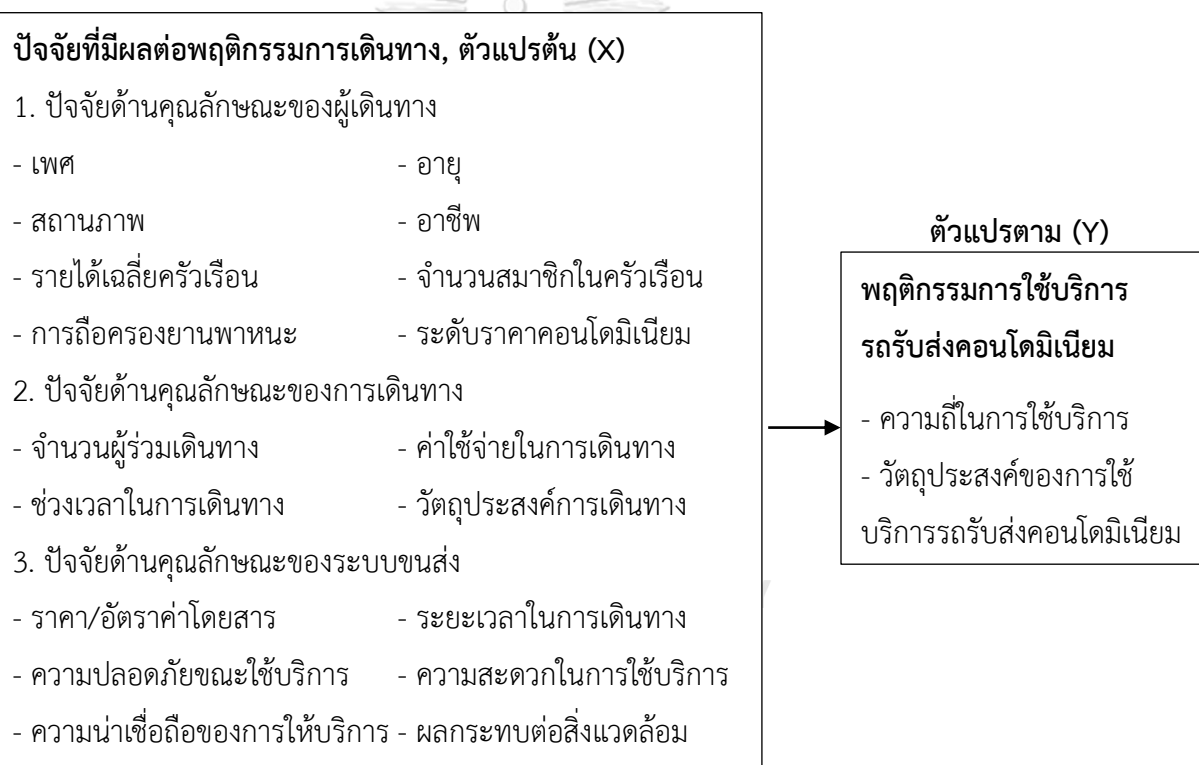 ปัจจัยที่มีผลต่อพฤติกรรมการเดินทาง, ตัวแปรต้น (X)
1. ปัจจัยด้านคุณลักษณะของผู้เดินทาง
- เพศ - อายุ
- สถานภาพ - อาชีพ
- รายได้เฉลี่ยครัวเรือน - จำนวนสมาชิกในครัวเรือน
- การถือครองยานพาหนะ - ระดับราคาคอนโดมิเนียม
2. ปัจจัยด้านคุณลักษณะของการเดินทาง
- จำนวนผู้ร่วมเดินทาง - ค่าใช้จ่ายในการเดินทาง
- ช่วงเวลาในการเดินทาง - วัตถุประสงค์การเดินทาง
3. ปัจจัยด้านคุณลักษณะของระบบขนส่ง
- ราคา/อัตราค่าโดยสาร - ระยะเวลาในการเดินทาง
- ความปลอดภัยขณะใช้บริการ - ความสะดวกในการใช้บริการ
- ความน่าเชื่อถือของการให้บริการ - ผลกระทบต่อสิ่งแวดล้อม
ตัวแปรตาม (Y)
พฤติกรรมการใช้บริการ
รถรับส่งคอนโดมิเนียม
- ความถี่ในการใช้บริการ
- วัตถุประสงค์ของการใช้
บริการรถรับส่งคอนโดมิเนียม